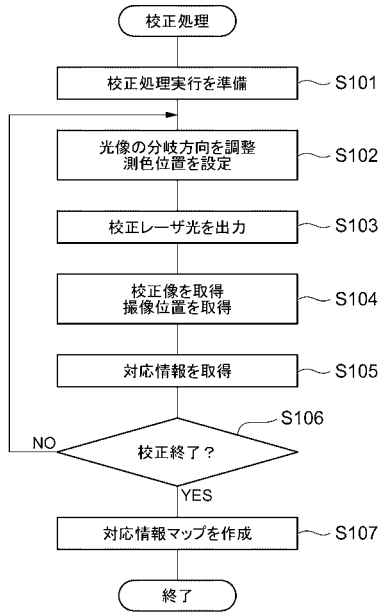 校正処理
校正処理実行を準備
S101
光像の分岐方向を調整
測色位置を設定
S102
校正レーザ光を出力
S103
校正像を取得
撮像位置を取得
S104
対応情報を取得
S105
校正終了？
S106
NO
YES
対応情報マップを作成
S107
終了